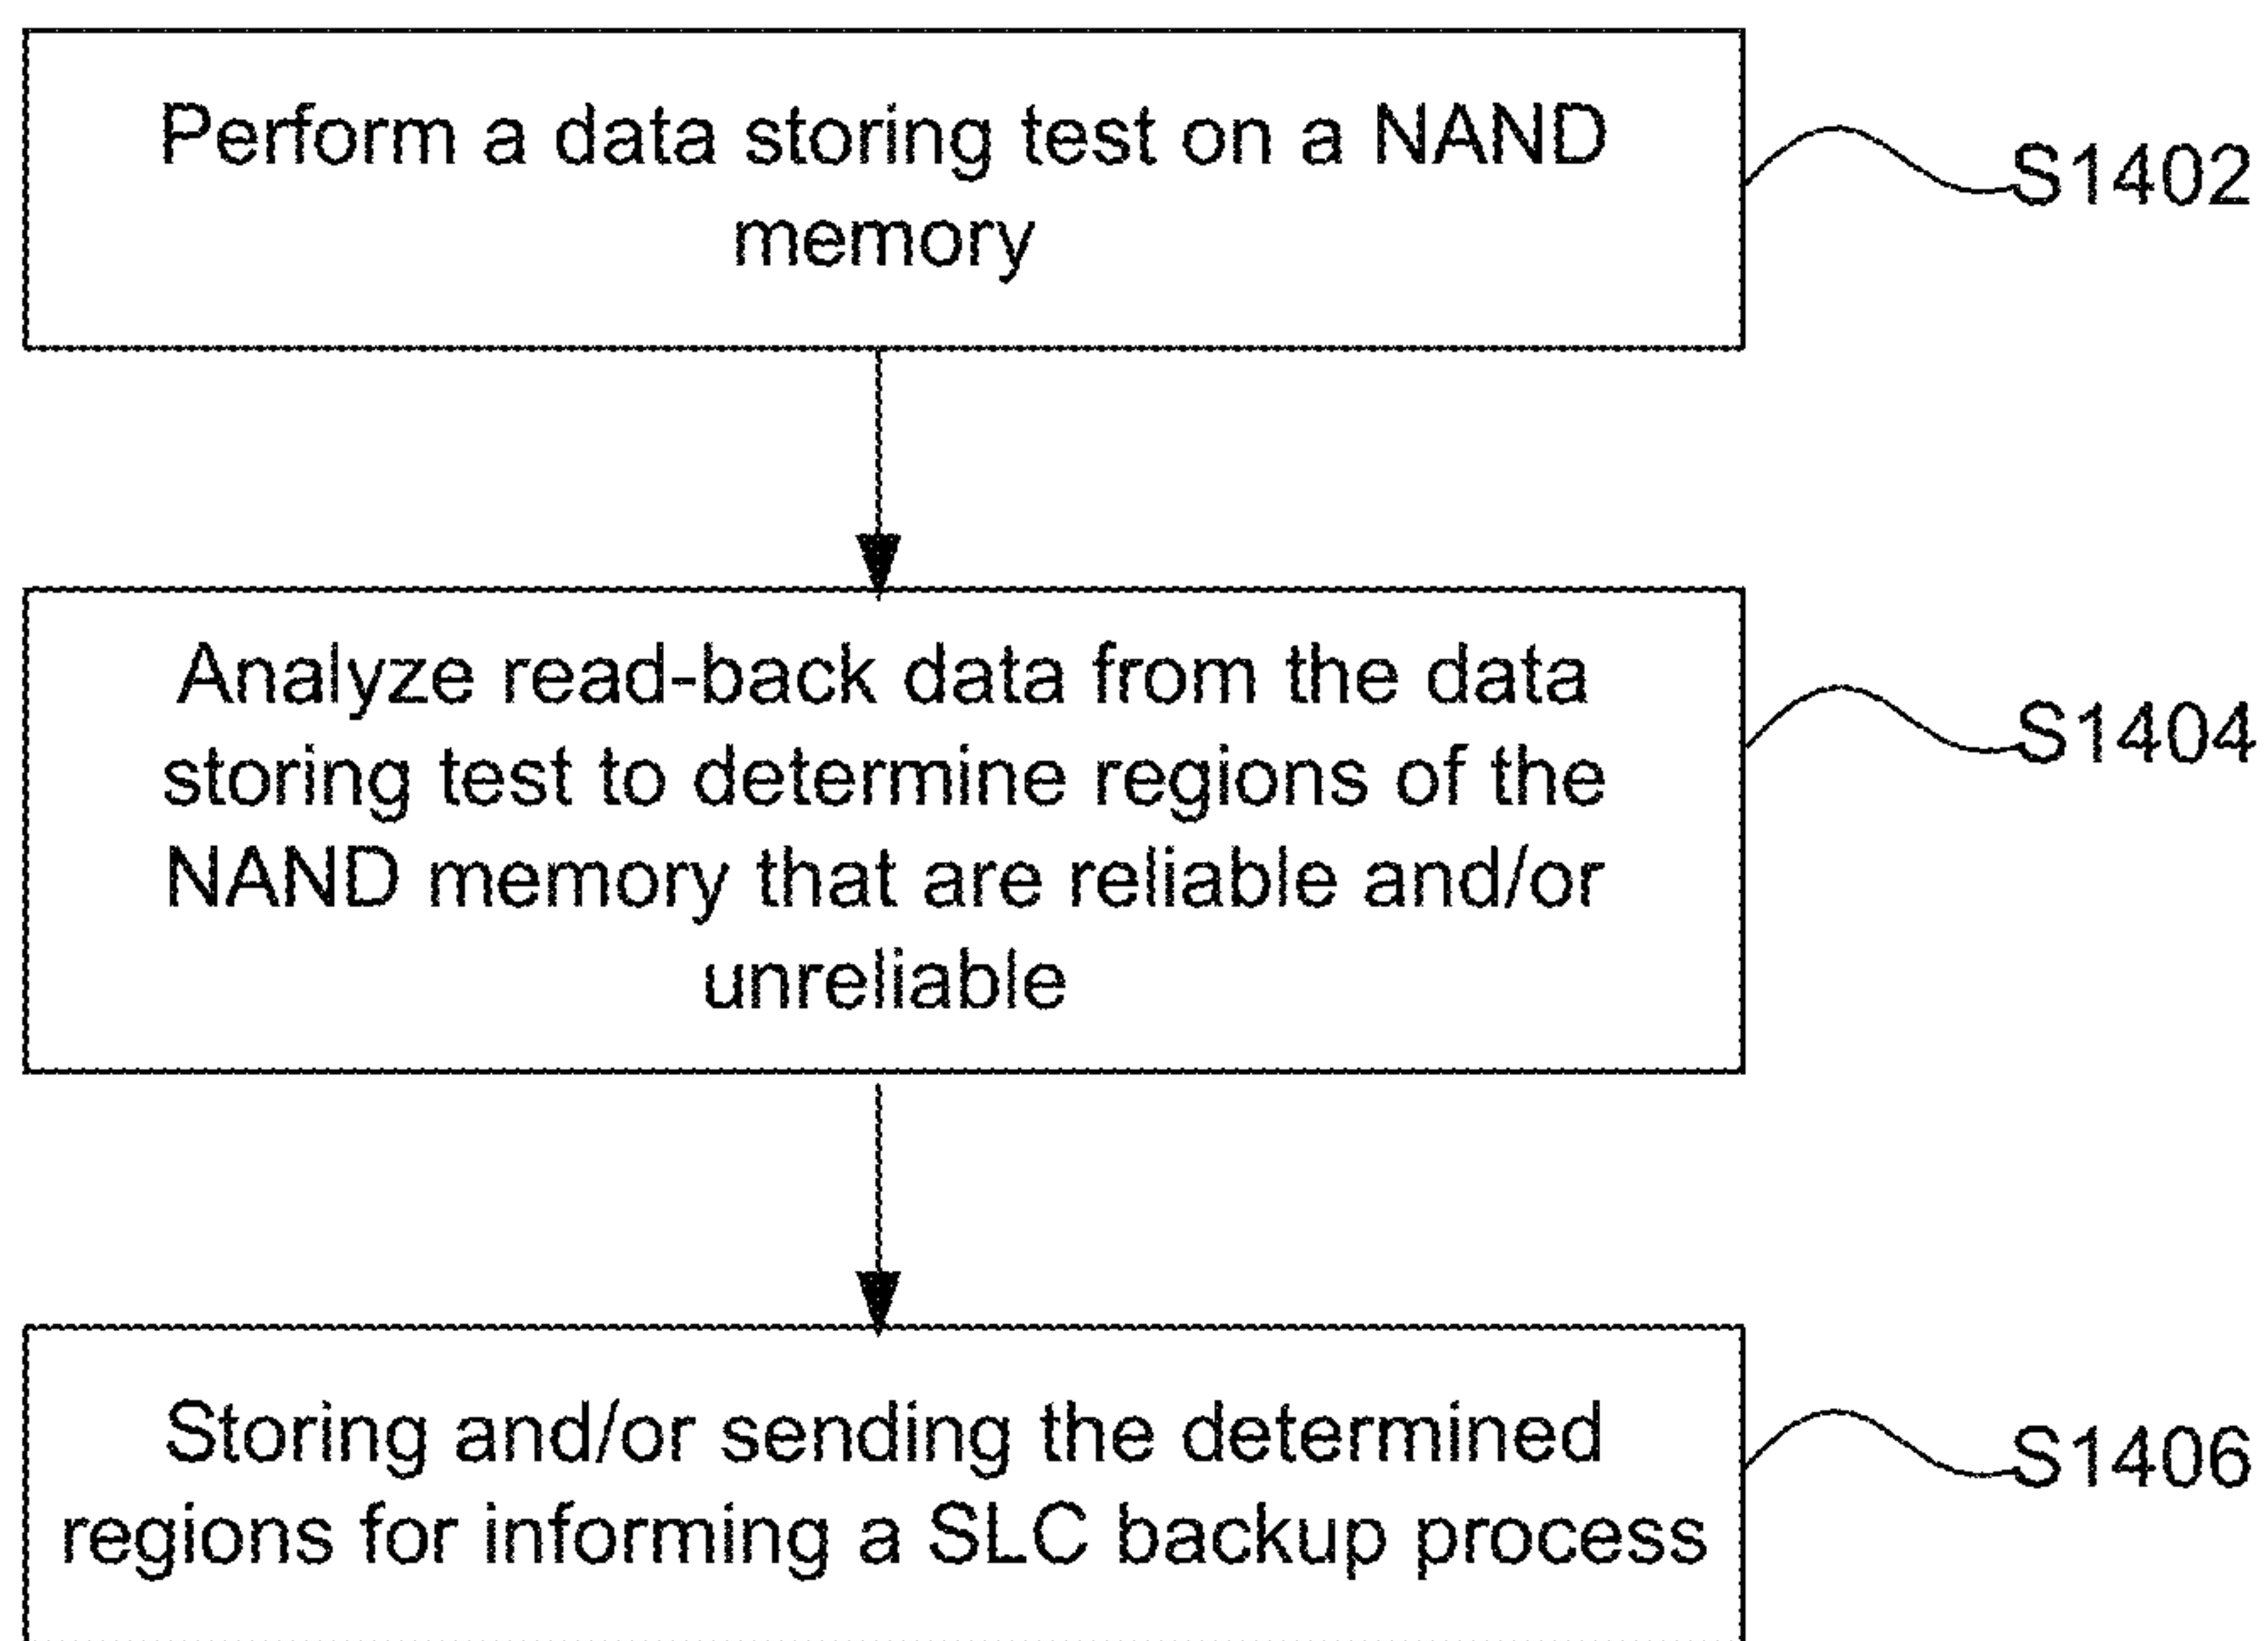 Perform a data storing test on a NAND
memory
S1402
Analyze read-back data from the data
storing test to determine regions of the
NAND memory that are reliable and/or
unreliable
S1404
Storing and/or sending the determined
regions for informing a SLC backup process
S1406